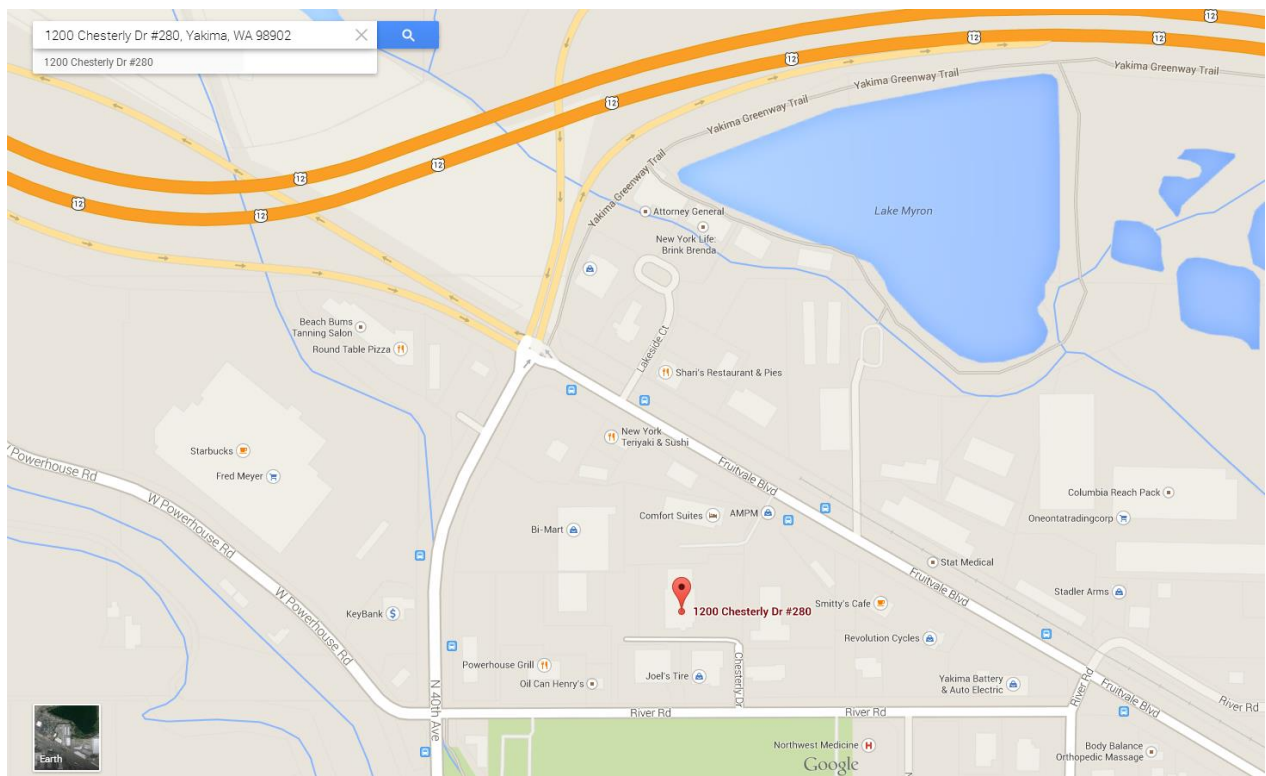 1200 Chesterly Dr #280, Yakima, WA 98902
1200 Chesterly Dr #280
12
12
12
12
12
12
12
12
12
12
Yakima Greenway Trail
Yakima Greenway Trail
Yakima Greenway Trail
Yakima Greenway Trail
Yakima Greenway Trail
Lake Myron
Attorney General
New York Life:
Brink Brenda
Beach Bums
Tanning Salon
Round Table Pizza
Lakeside Ct
Shari's Restaurant & Pies
New York
Teriyaki & Sushi
Starbucks
Fred Meyer
W Powerhouse Rd
W Powerhouse Rd
W Powerhouse Rd
Fruitvale Blvd
Columbia Reach Pack
Oneontatradingcorp
Comfort Suites
AMPM
Bi-Mart
Stat Medical
Fruitvale Blvd
Stadler Arms
1200 Chesterly Dr #280
Smitty's Cafe
KeyBank
$
Revolution Cycles
Powerhouse Grill
Oil Can Henry's
Joel's Tire
Chesterly Dr
Yakima Battery
& Auto Electric
River Rd
Fruitvale Blvd
River Rd
N 40th Ave
River Rd
River Rd
Northwest Medicine
H
Body Balance
Orthopedic Massage
Earth
Google
N